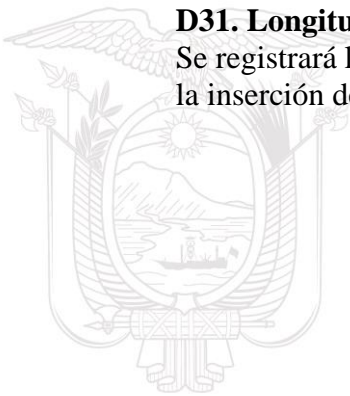 D31. Longitu
Se registrará l
la inserción d